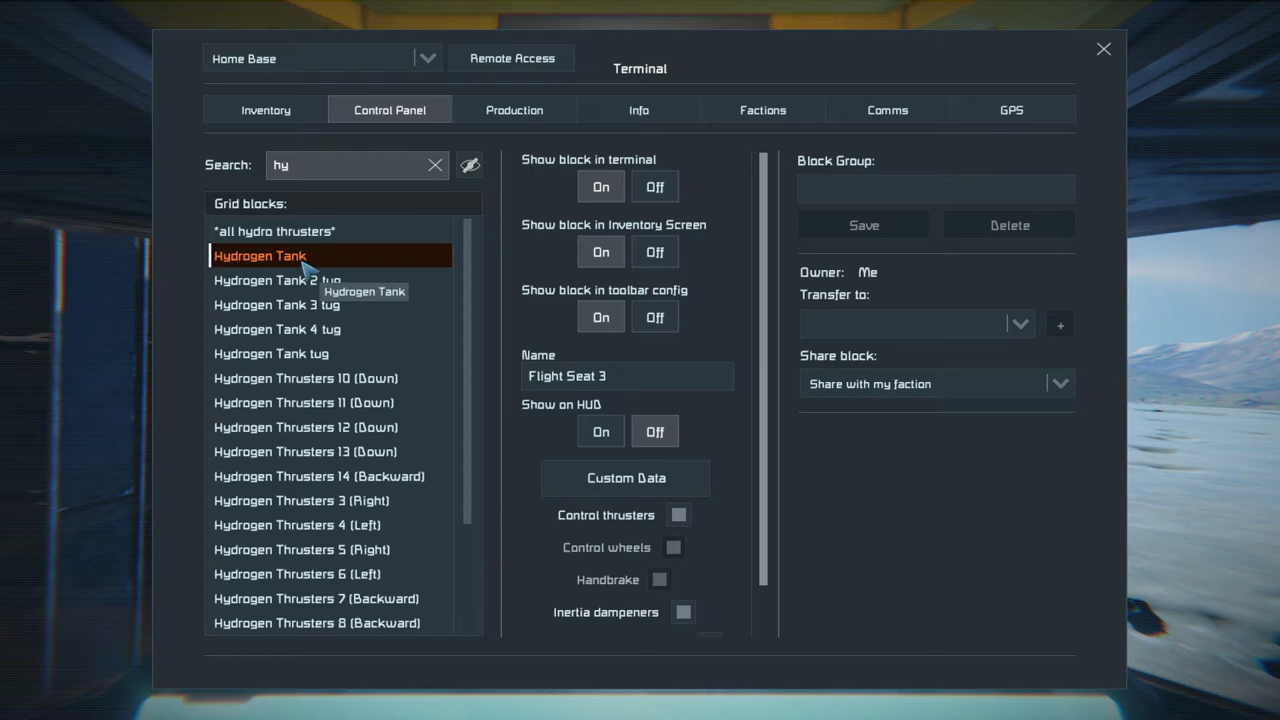 Home Base
Remote Access
Terminal
Inventory
Control Panel
Production
Info
Factions
Comms
GPS
Search:
hy
Grid blocks:
*all hydro thrusters*
Hydrogen Tank
Hydrogen Tank 2 tug
Hydrogen Tank
Hydrogen Tank 3 tug
Hydrogen Tank 4 tug
Hydrogen Tank tug
Hydrogen Thrusters 10 (Down)
Hydrogen Thrusters 11 (Down)
Hydrogen Thrusters 12 (Down)
Hydrogen Thrusters 13 (Down)
Hydrogen Thrusters 14 (Backward)
Hydrogen Thrusters 3 (Right)
Hydrogen Thrusters 4 (Left)
Hydrogen Thrusters 5 (Right)
Hydrogen Thrusters 6 (Left)
Hydrogen Thrusters 7 (Backward)
Hydrogen Thrusters 8 (Backward)
Show block in terminal
On Off
Show block in Inventory Screen
On Off
Show block in toolbar config
On Off
Name
Flight Seat 3
Show on HUD
On Off
Custom Data
Control thrusters
Control wheels
Handbrake
Inertia dampeners
Block Group:
Save
Delete
Owner: Me
Transfer to:
+
Share block:
Share with my faction